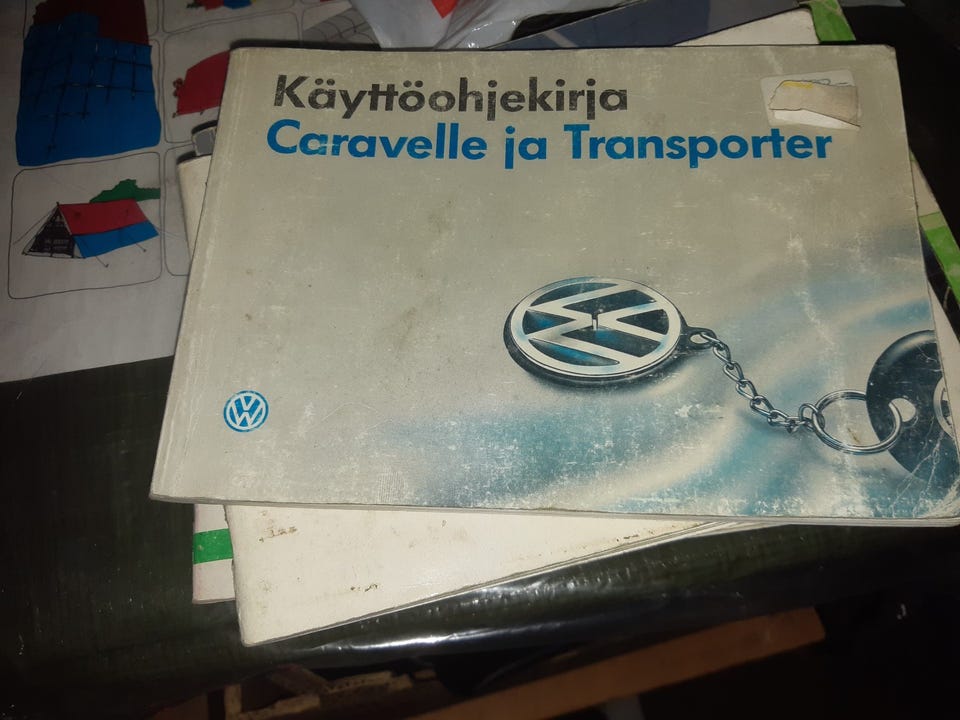 Käyttöohjekirja
Caravelle ja Transporter